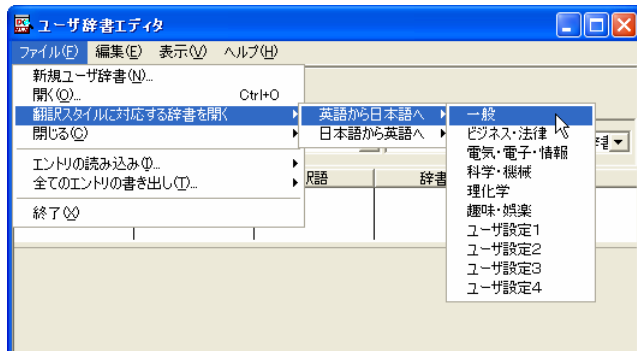 ユーザ辞書エディタ
ファイル(F) 編集(E) 表示(V) ヘルプ(H)
新規ユーザ辞書(N)...
開く(O)... Ctrl+O
翻訳スタイルに対応する辞書を開く
閉じる(C)
エントリの読み込み(I)...
全てのエントリの書き出し(T)...
終了(X)
英語から日本語へ
日本語から英語へ
一般
ビジネス・法律
電気・電子・情報
科学・機械
理化学
趣味・娯楽
ユーザ設定1
ユーザ設定2
ユーザ設定3
ユーザ設定4
訳語
辞書